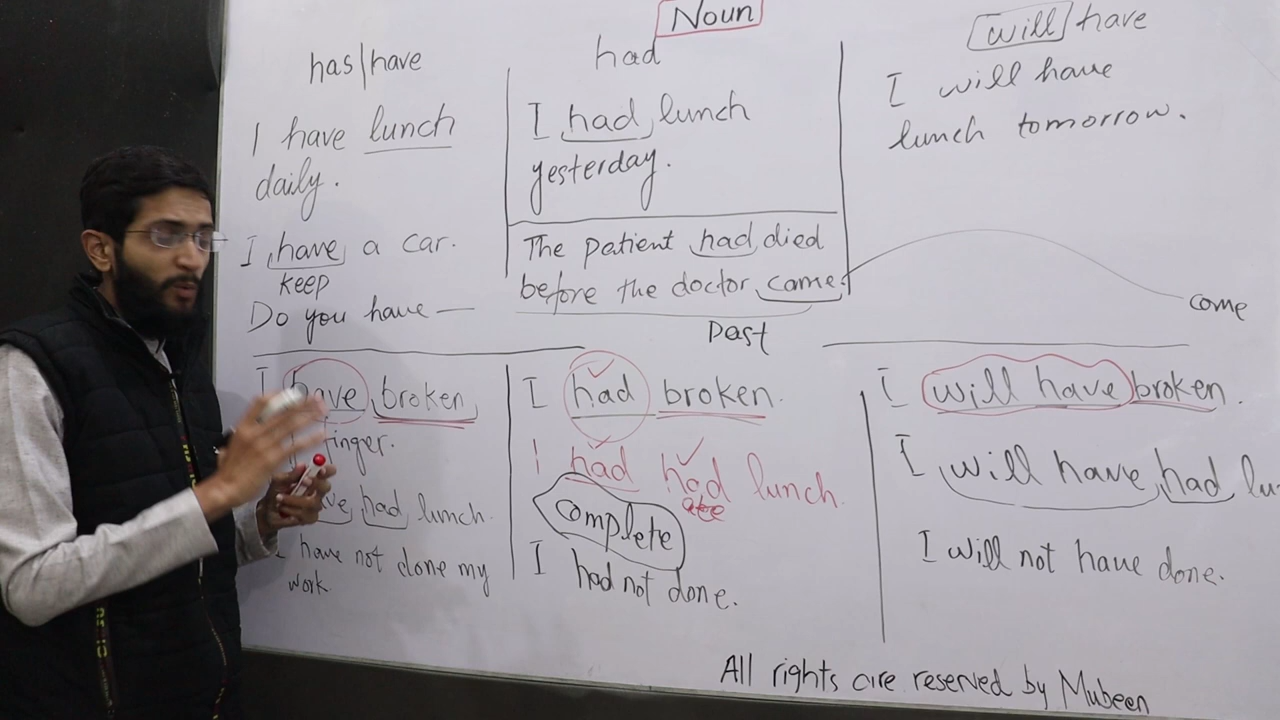 Noun
has|have
I have lunch
daily.
I have a car.
keep
Do you have —
had
I had lunch
yesterday.
The patient had died
before the doctor came.
Past
will have
I will have
lunch tomorrow.
come
I have broken
finger.
had lunch.
I have not done my
work
I had broken.
I had had lunch.
ate
complete
I had not done.
I will have broken.
I will have had
I will not have done.
All rights are reserved by Mubeen